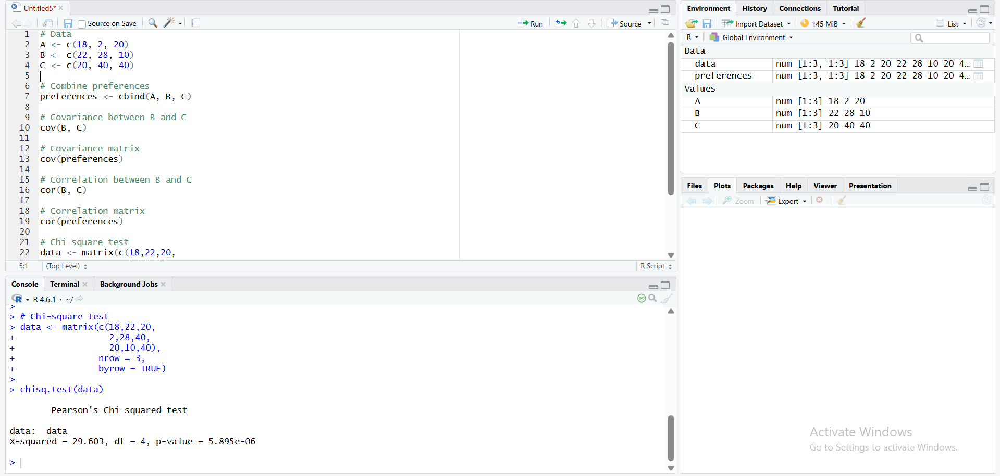 Untitled5*
Source on Save
Run
Source
1 # Data
2 A <- c(18, 2, 20)
3 B <- c(22, 28, 10)
4 C <- c(20, 40, 40)
5
6 # Combine preferences
7 preferences <- cbind(A, B, C)
8
9 # Covariance between B and C
10 cov(B, C)
11
12 # Covariance matrix
13 cov(preferences)
14
15 # Correlation between B and C
16 cor(B, C)
17
18 # Correlation matrix
19 cor(preferences)
20
21 # Chi-square test
22 data <- matrix(c(18,22,20,
5:1 (Top Level) R Script
Console Terminal Background Jobs
R 4.6.1 · ~/
>
> # Chi-square test
> data <- matrix(c(18,22,20,
+ 2,28,40,
+ 20,10,40),
+ nrow = 3,
+ byrow = TRUE)
>
> chisq.test(data)
Pearson's Chi-squared test
data: data
X-squared = 29.603, df = 4, p-value = 5.895e-06
>
Environment History Connections Tutorial
Import Dataset 145 MiB List
R Global Environment
Data
data num [1:3, 1:3] 18 2 20 22 28 10 20 4…
preferences num [1:3, 1:3] 18 2 20 22 28 10 20 4…
Values
A num [1:3] 18 2 20
B num [1:3] 22 28 10
C num [1:3] 20 40 40
Files Plots Packages Help Viewer Presentation
Zoom Export
Activate Windows
Go to Settings to activate Windows.